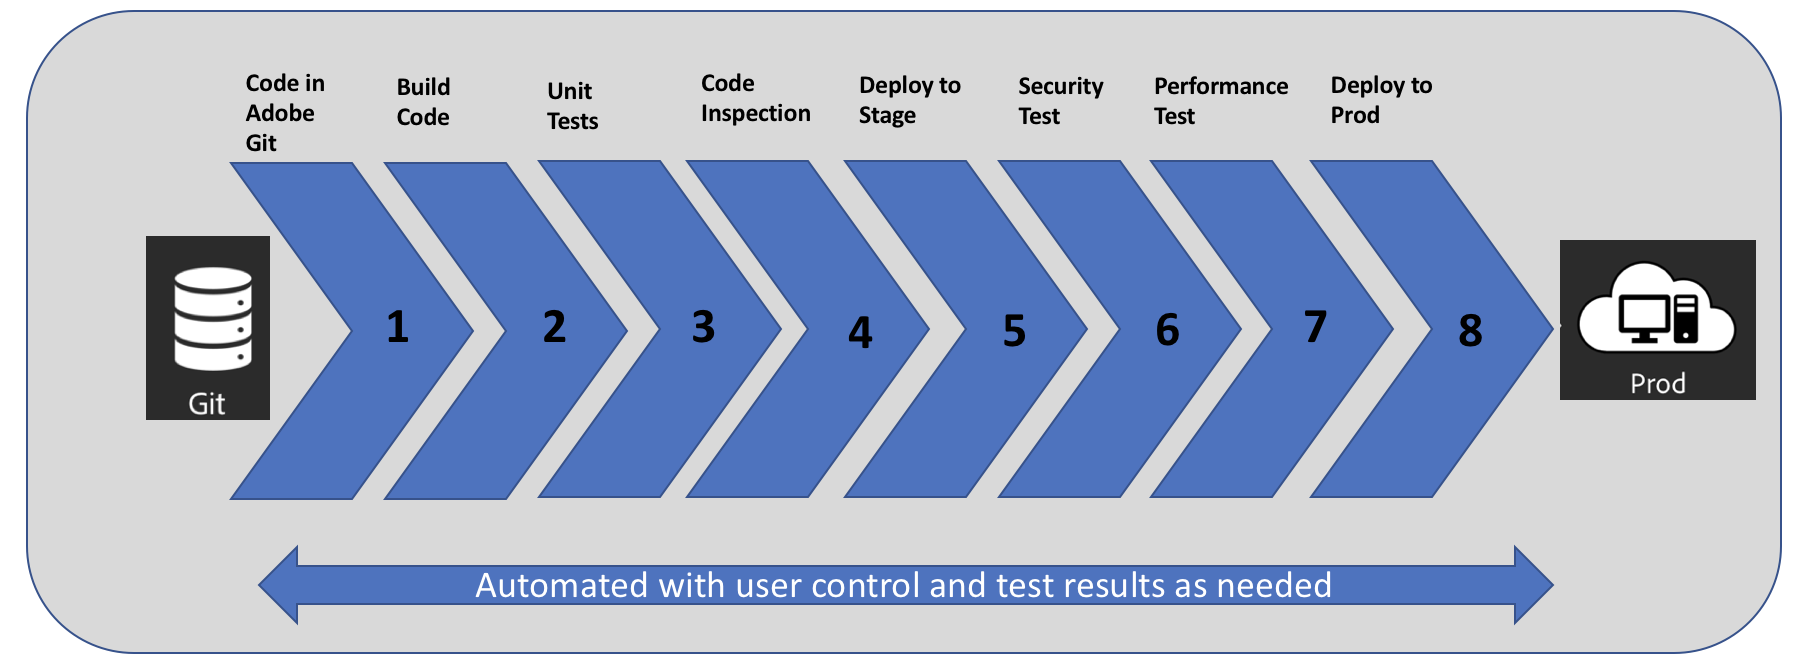 Code in
Adobe
Git
Build
Code
Unit
Tests
Code
Inspection
Deploy to
Stage
Security
Test
Performance
Test
Deploy to
Prod
1
2
3
4
5
6
7
8
Git
Prod
Automated with user control and test results as needed